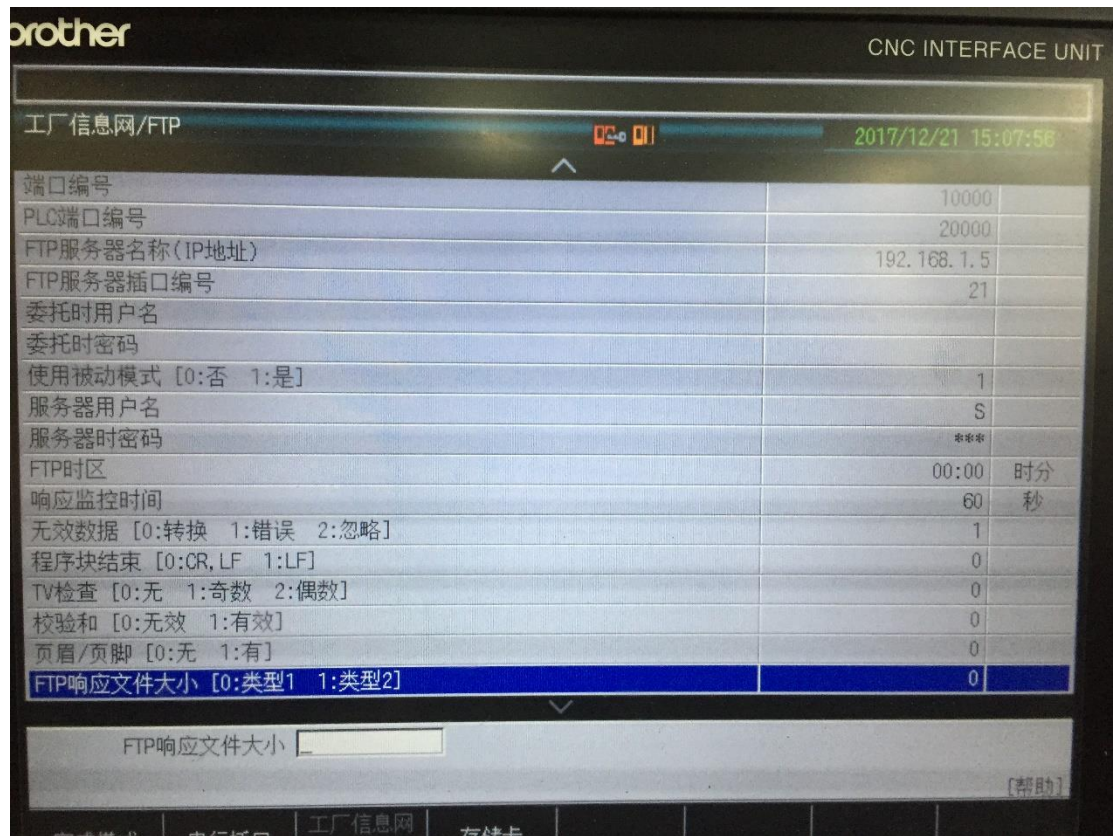 brother
CNC INTERFACE UNIT
工厂信息网/FTP 2017/12/21 15:07:56
端口编号 10000
PLC端口编号 20000
FTP服务器名称(IP地址) 192.168.1.5
FTP服务器插口编号 21
委托时用户名
委托时密码
使用被动模式 [0:否 1:是] 1
服务器用户名 S
服务器时密码 ***
FTP时区 00:00 时分
响应监控时间 60 秒
无效数据 [0:转换 1:错误 2:忽略] 1
程序块结束 [0:CR,LF 1:LF] 0
TV检查 [0:无 1:奇数 2:偶数] 0
校验和 [0:无效 1:有效] 0
页眉/页脚 [0:无 1:有] 0
FTP响应文件大小 [0:类型1 1:类型2] 0
FTP响应文件大小 _
[帮助]
工厂信息网 存储卡